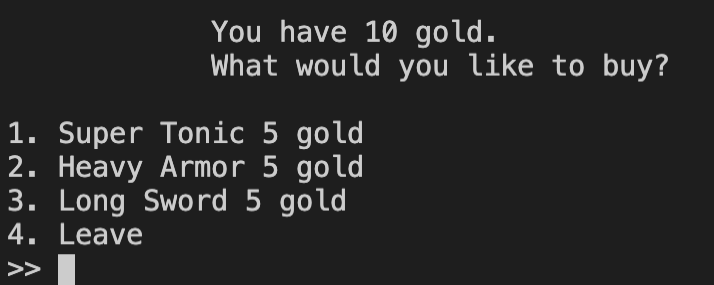 You have 10 gold.
What would you like to buy?
1. Super Tonic 5 gold
2. Heavy Armor 5 gold
3. Long Sword 5 gold
4. Leave
>>